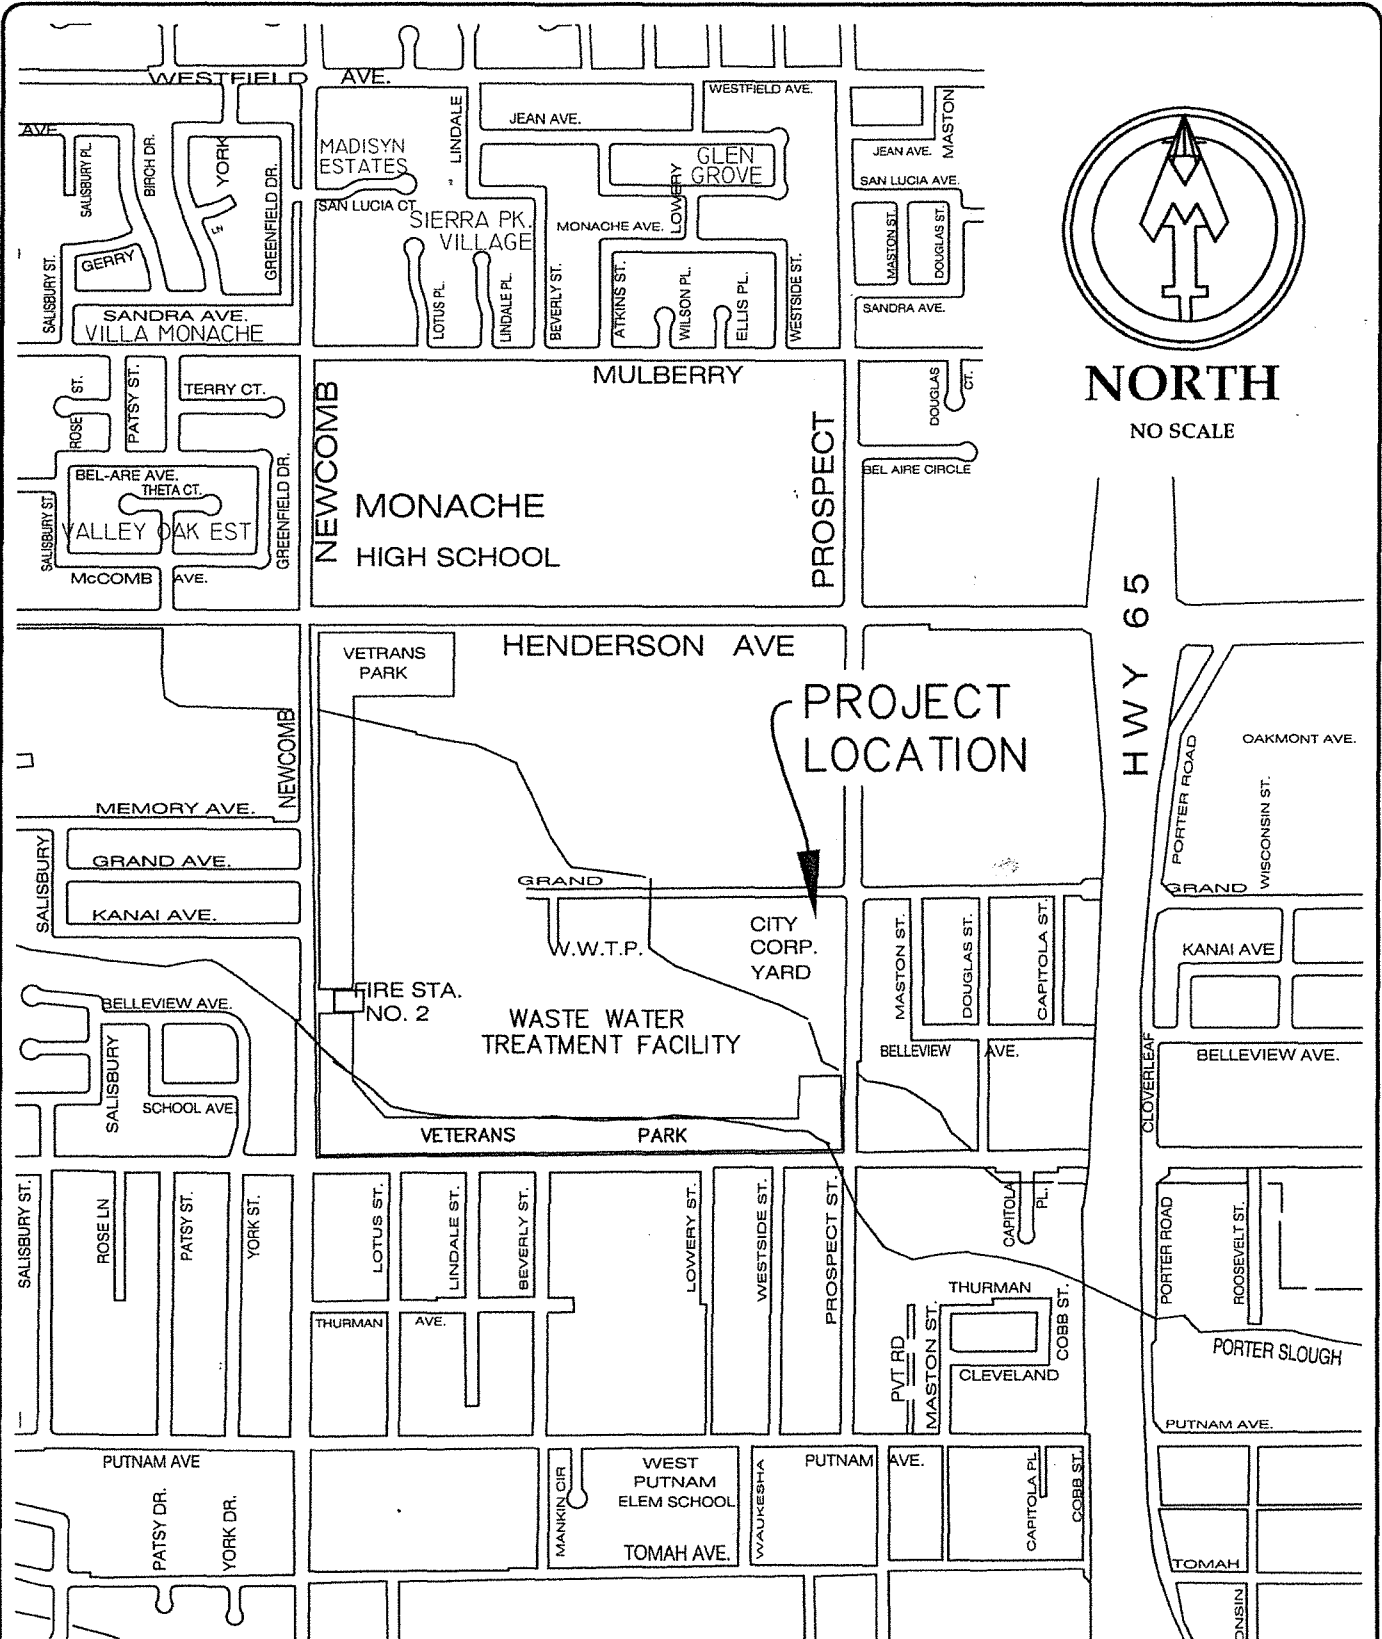 WESTFIELD AVE.
WESTFIELD AVE.
AVE
SALISBURY PL.
BIRCH DR.
YORK
GREENFIELD DR.
MADISYN
ESTATES
SAN LUCIA CT.
LINDALE
JEAN AVE.
GLEN
GROVE
LOWERY
MASTON
JEAN AVE.
SAN LUCIA AVE.
SIERRA PK.
VILLAGE
MONACHE AVE.
MASTON ST.
DOUGLAS ST.
GERRY
LN
SALISBURY ST.
SANDRA AVE.
VILLA MONACHE
LOTUS PL.
LINDALE PL.
BEVERLY ST.
ATKINS ST.
WILSON PL.
ELLIS PL.
WESTSIDE ST.
SANDRA AVE.
NORTH
NO SCALE
MULBERRY
ROSE ST.
PATSY ST.
TERRY CT.
DOUGLAS CT.
BEL AIRE CIRCLE
BEL-ARE AVE.
THETA CT.
VALLEY OAK EST
SALISBURY ST.
GREENFIELD DR.
McCOMB AVE.
NEWCOMB
MONACHE
HIGH SCHOOL
PROSPECT
HWY 65
HENDERSON AVE
VETRANS
PARK
PROJECT
LOCATION
NEWCOMB
MEMORY AVE.
SALISBURY
GRAND AVE.
KANAI AVE.
PORTER ROAD
OAKMONT AVE.
WISCONSIN ST.
GRAND
GRAND
W.W.T.P.
CITY
CORP.
YARD
MASTON ST.
DOUGLAS ST.
CAPITOLA ST.
KANAI AVE
FIRE STA.
NO. 2
WASTE WATER
TREATMENT FACILITY
BELLEVIEW AVE.
SALISBURY
SCHOOL AVE.
BELLEVIEW AVE.
CLOVERLEAF
BELLEVIEW AVE.
VETERANS PARK
SALISBURY ST.
ROSE LN
PATSY ST.
YORK ST.
LOTUS ST.
LINDALE ST.
BEVERLY ST.
LOWERY ST.
WESTSIDE ST.
PROSPECT ST.
CAPITOLA PL.
PORTER ROAD
ROOSEVELT ST.
THURMAN AVE.
THURMAN
PVT RD
MASTON ST.
COBB ST.
CLEVELAND
PORTER SLOUGH
PUTNAM AVE.
PUTNAM AVE
PATSY DR.
YORK DR.
MANKIN CIR
WEST
PUTNAM
ELEM SCHOOL
TOMAH AVE.
WAUKESHA
PUTNAM AVE.
CAPITOLA PL
COBB ST.
TOMAH
ONSIN